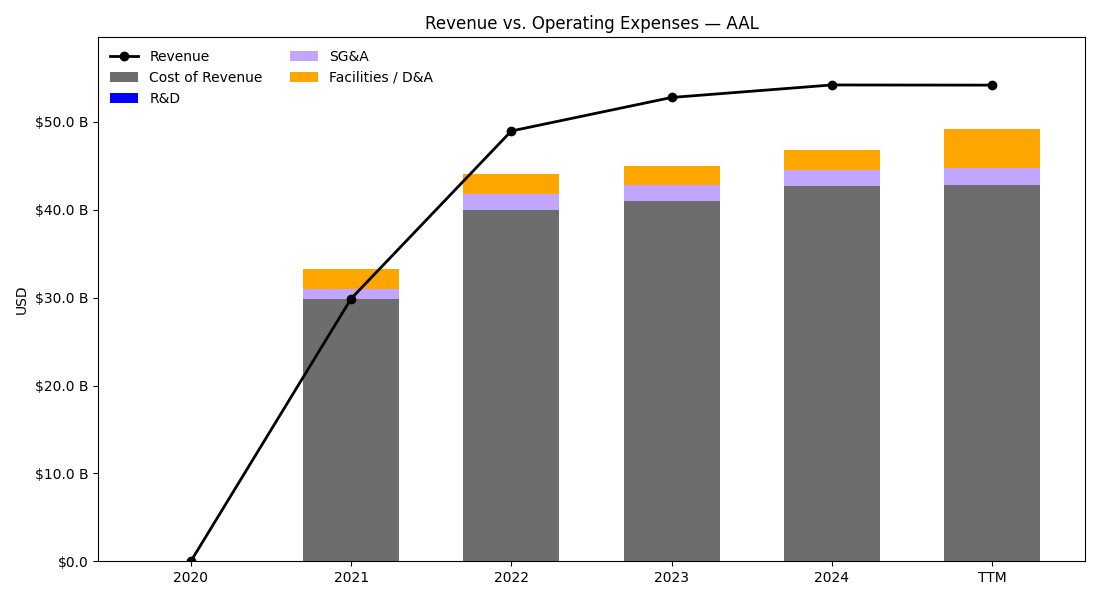 Revenue vs. Operating Expenses — AAL
Revenue
Cost of Revenue
R&D
SG&A
Facilities / D&A
USD
$50.0 B
$40.0 B
$30.0 B
$20.0 B
$10.0 B
$0.0
2020 2021 2022 2023 2024 TTM